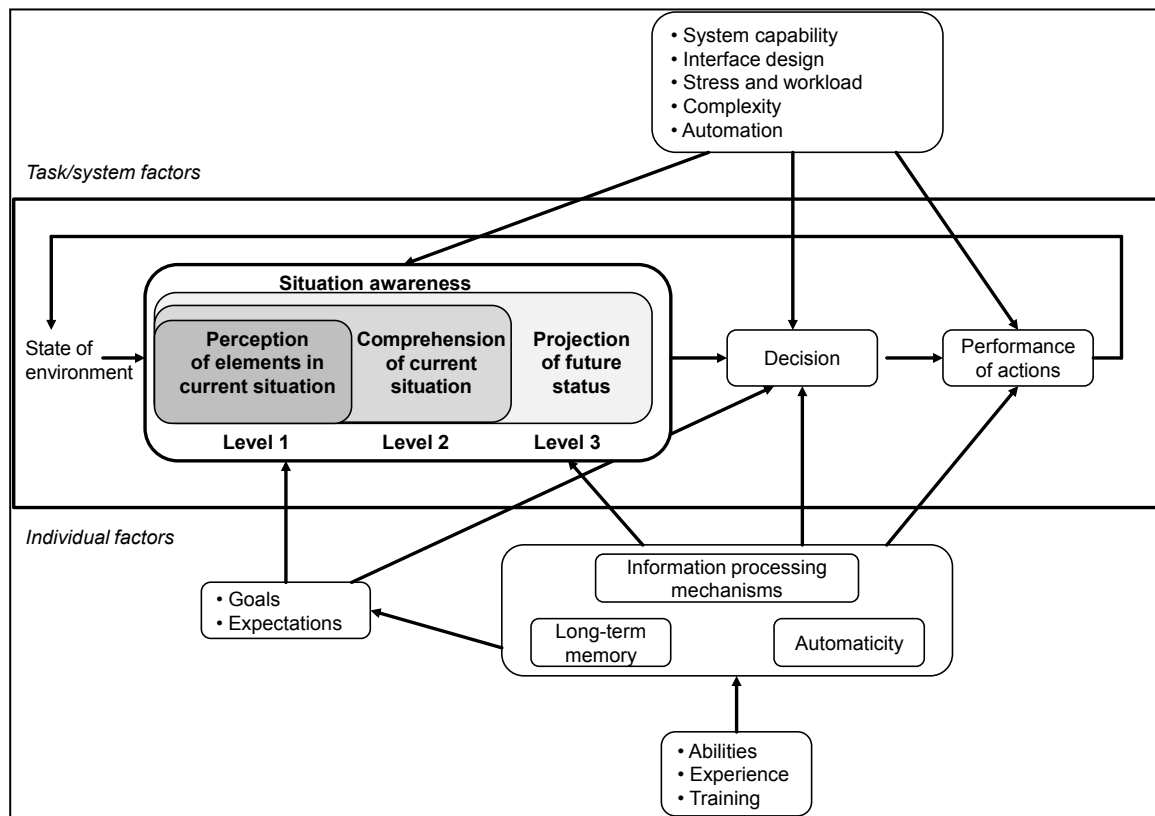 • System capability
• Interface design
• Stress and workload
• Complexity
• Automation
Task/system factors
Situation awareness
State of
environment
Perception
of elements in
current situation
Comprehension
of current
situation
Projection
of future
status
Level 1
Level 2
Level 3
Decision
Performance
of actions
Individual factors
• Goals
• Expectations
Information processing
mechanisms
Long-term
memory
Automaticity
• Abilities
• Experience
• Training